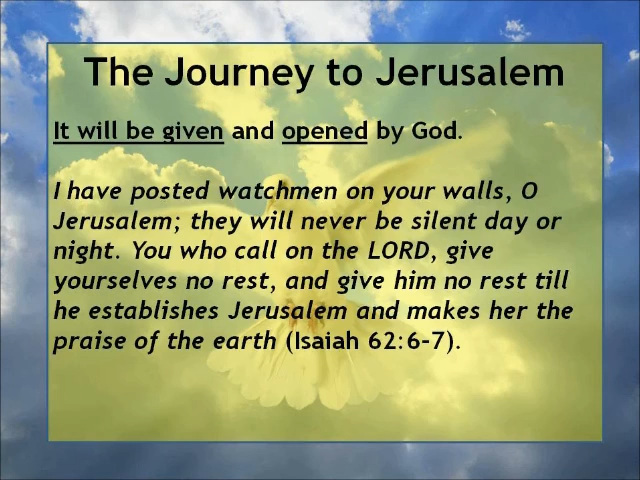 The Journey to Jerusalem
It will be given and opened by God.
I have posted watchmen on your walls, O
Jerusalem; they will never be silent day or
night. You who call on the LORD, give
yourselves no rest, and give him no rest till
he establishes Jerusalem and makes her the
praise of the earth (Isaiah 62:6-7).